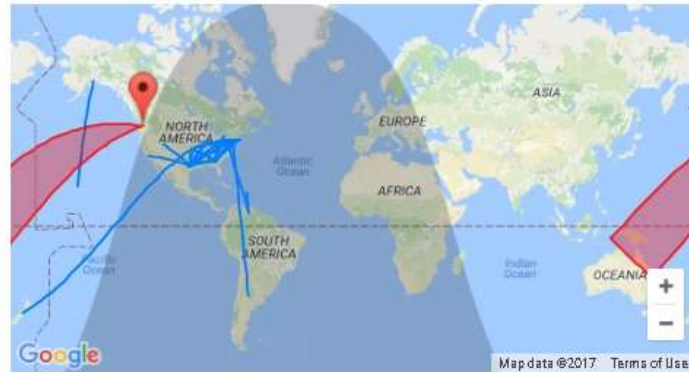 ASIA
NORTH
AMERICA
EUROPE
Atlantic
Ocean
AFRICA
SOUTH
AMERICA
Pacific
Ocean
Indian
Ocean
OCEANIA
+
−
Google
Map data ©2017 Terms of Use